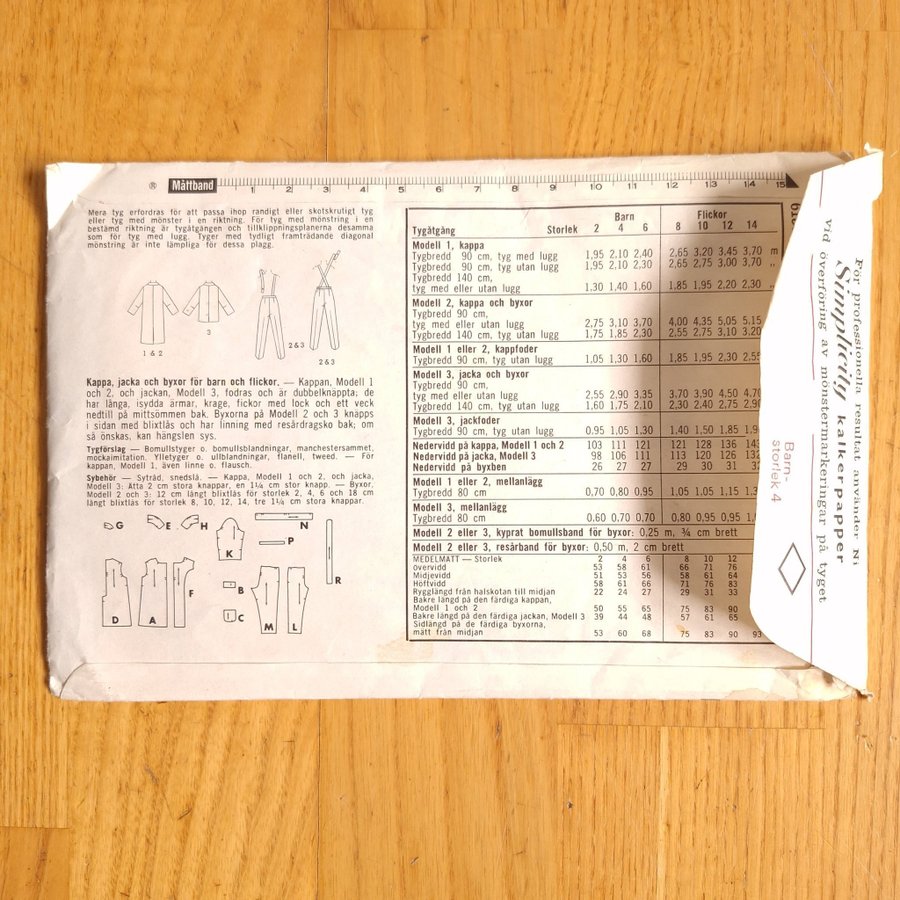 ® Måttband 1 2 3 4 5 6 7 8 9 10 11 12 13 14 15
Mera tyg erfordras för att passa ihop randigt eller skotskrutigt tyg
eller tyg med mönster i en riktning. För tyg med mönstring i en
bestämd riktning är tygåtgången och tillklippningsplanerna desamma
som för tyg med lugg. Tyger med tydligt framträdande diagonal
mönstring är inte lämpliga för dessa plagg.
1 & 2
3
2&3
2&3
Kappa, jacka och byxor för barn och flickor. — Kappan, Modell 1
och 2, och jackan, Modell 3, fodras och är dubbelknäppta; de
har långa, isydda ärmar, krage, fickor med lock och ett veck
nedtill på mittsömmen bak. Byxorna på Modell 2 och 3 knäpps
i sidan med blixtlås och har linning med resårdragsko bak; om
så önskas, kan hängslen sys.
Tygförslag — Bomullstyger o. bomullsblandningar, manchestersammet,
mockaimitation. Ylletyger o. ullblandningar, flanell, tweed. — För
kappan, Modell 1, även linne o. flausch.
Sybehör — Sytråd, snedslå. — Kappa, Modell 1 och 2, och jacka,
Modell 3: Åtta 2 cm stora knappar, en 1¼ cm stor knapp. — Byxor,
Modell 2 och 3: 12 cm långt blixtlås för storlek 2, 4, 6 och 18 cm
långt blixtlås för storlek 8, 10, 12, 14, tre 1¼ cm stora knappar.
G E H N
K P
R
D A F B C M L
Barn Flickor
Tygåtgång Storlek 2 4 6 8 10 12 14
Modell 1, kappa
Tygbredd 90 cm, tyg med lugg 1,95 2,10 2,40 2,65 3,20 3,45 3,70 m
Tygbredd 90 cm, tyg utan lugg 1,95 2,10 2,30 2,65 2,75 3,00 3,70 ,,
Tygbredd 140 cm,
tyg med eller utan lugg 1,30 1,40 1,60 1,85 1,95 2,20 2,30 ,,
Modell 2, kappa och byxor
Tygbredd 90 cm,
tyg med eller utan lugg 2,75 3,10 3,70 4,00 4,35 5,05 5,15
Tygbredd 140 cm, tyg utan lugg 1,75 1,85 2,30 2,55 2,75 3,10 3,20
Modell 1 eller 2, kappfoder
Tygbredd 90 cm, tyg utan lugg 1,05 1,30 1,60 1,85 1,95 2,30 2,55
Modell 3, jacka och byxor
Tygbredd 90 cm,
tyg med eller utan lugg 2,55 2,90 3,35 3,70 3,90 4,50 4,70
Tygbredd 140 cm, tyg utan lugg 1,60 1,75 2,10 2,30 2,40 2,75 2,90
Modell 3, jackfoder
Tygbredd 90 cm, tyg utan lugg 0,95 1,05 1,30 1,40 1,50 1,85
Nedervidd på kappa, Modell 1 och 2 103 111 121 121 128 136
Nedervidd på jacka, Modell 3 98 106 111 113 120 126
Nedervidd på byxben 26 27 27 29 30 31
Modell 1 eller 2, mellanlägg
Tygbredd 80 cm 0,70 0,80 0,95 1,05 1,05 1,15
Modell 3, mellanlägg
Tygbredd 80 cm 0.60 0,70 0,70 0,80 0,95 0,95
Modell 2 eller 3, kyprat bomullsband för byxor: 0,25 m, ¾ cm brett
Modell 2 eller 3, resårband för byxor: 0,50 m, 2 cm brett
MEDELMÅTT — Storlek 2 4 6 8 10 12
Övervidd 53 58 61 66 71 76
Midjevidd 51 53 56 58 61 64
Höftvidd 58 61 66 71 76 83
Rygglängd från halskotan till midjan 22 24 27 29 31 33
Bakre längd på den färdiga kappan,
Modell 1 och 2 50 55 65 75 83 90
Bakre längd på den färdiga jackan, Modell 3 39 44 48 57 61 65
Sidlängd på de färdiga byxorna,
mätt från midjan 53 60 68 75 83 90 93
För professionella resultat använder Ni
Simplicity kalkerpapper
Vid överföring av mönstermarkeringar på tyget
Barn-
storlek 4